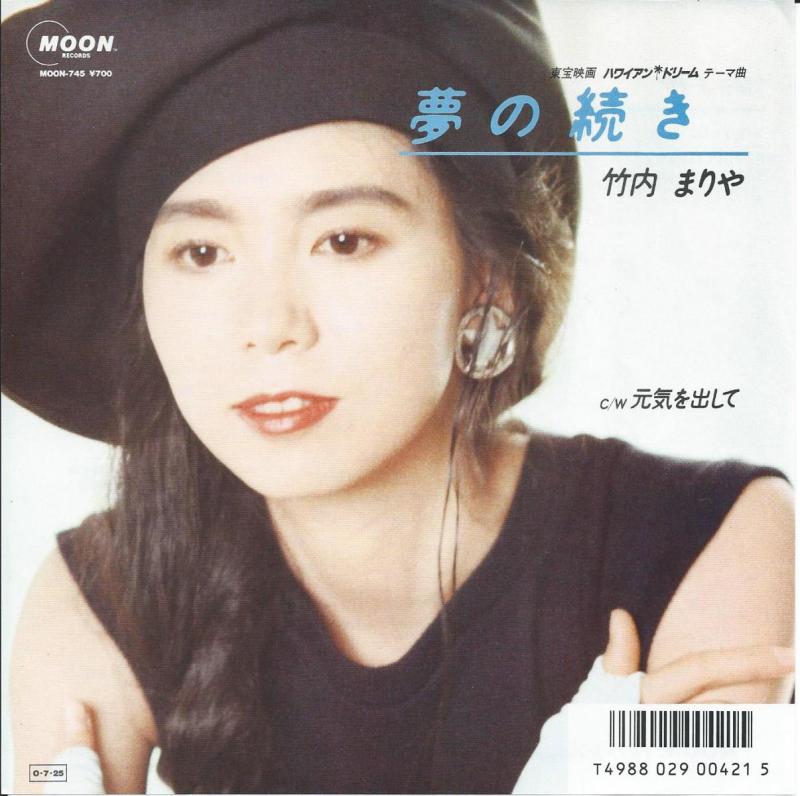 MOON
RECORDS
MOON-745 ¥700
東宝映画 ハワイアン*ドリーム テーマ曲
夢の続き
竹内 まりや
C/W 元気を出して
T4988 029 00421 5
O·7·25